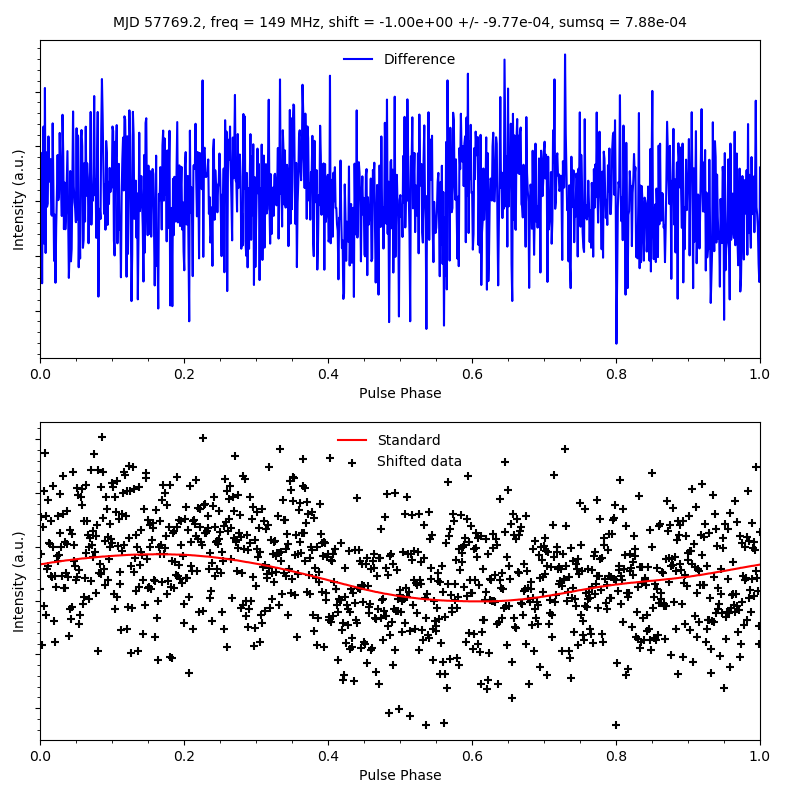 MJD 57769.2, freq = 149 MHz, shift = -1.00e+00 +/- -9.77e-04, sumsq = 7.88e-04
Difference
Intensity (a.u.)
0.0 0.2 0.4 0.6 0.8 1.0
Pulse Phase
Standard
Shifted data
Intensity (a.u.)
0.0 0.2 0.4 0.6 0.8 1.0
Pulse Phase